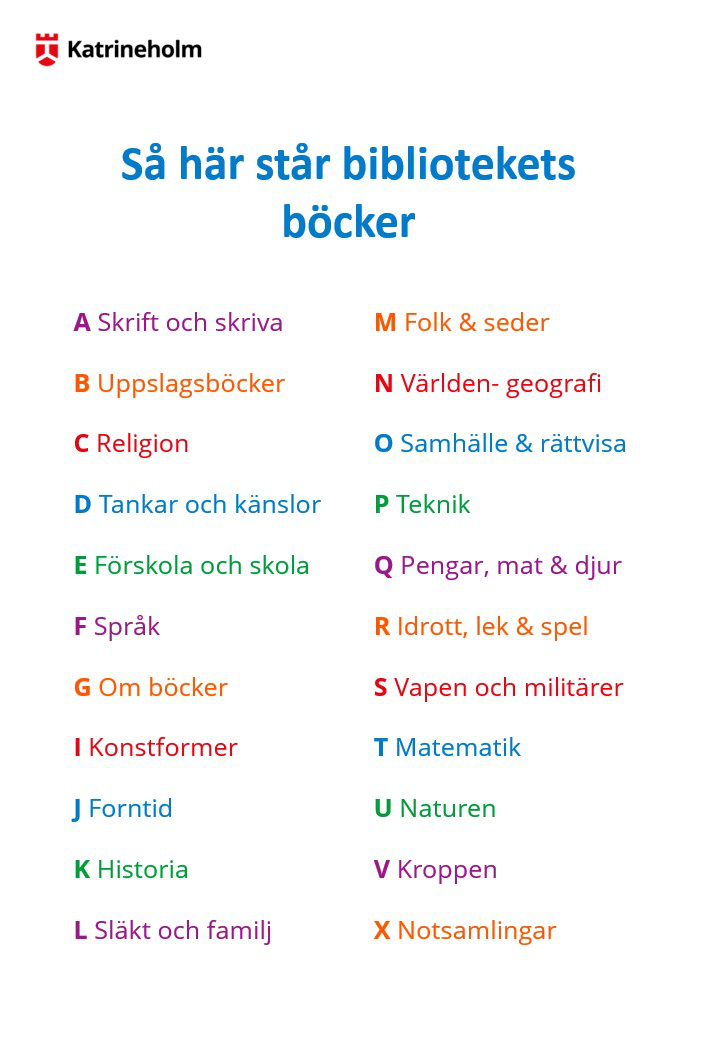 Katrineholm
Så här står bibliotekets
böcker
A Skrift och skriva
B Uppslagsböcker
C Religion
D Tankar och känslor
E Förskola och skola
F Språk
G Om böcker
I Konstformer
J Forntid
K Historia
L Släkt och familj
M Folk & seder
N Världen- geografi
O Samhälle & rättvisa
P Teknik
Q Pengar, mat & djur
R Idrott, lek & spel
S Vapen och militärer
T Matematik
U Naturen
V Kroppen
X Notsamlingar